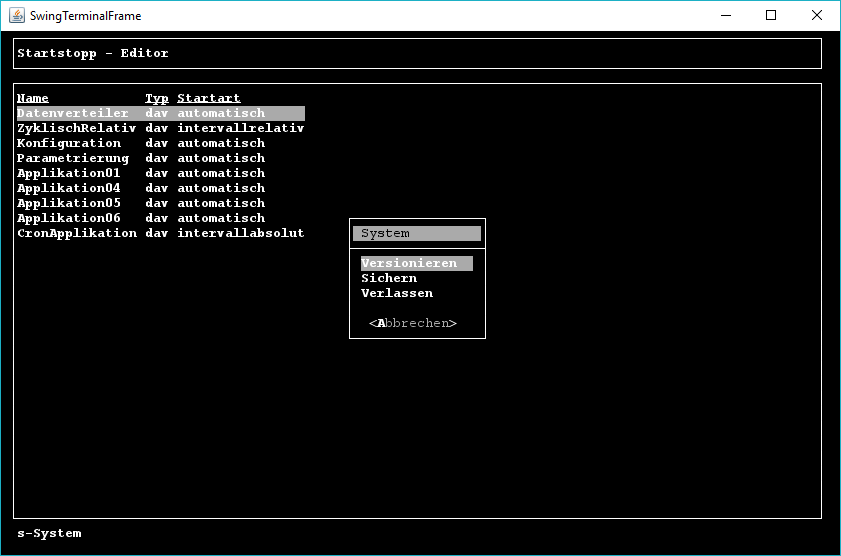 SwingTerminalFrame
Startstopp - Editor
Name Typ Startart
Datenverteiler dav automatisch
ZyklischRelativ dav intervallrelativ
Konfiguration dav automatisch
Parametrierung dav automatisch
Applikation01 dav automatisch
Applikation04 dav automatisch
Applikation05 dav automatisch
Applikation06 dav automatisch
CronApplikation dav intervallabsolut
System
Versionieren
Sichern
Verlassen
<Abbrechen>
s-System